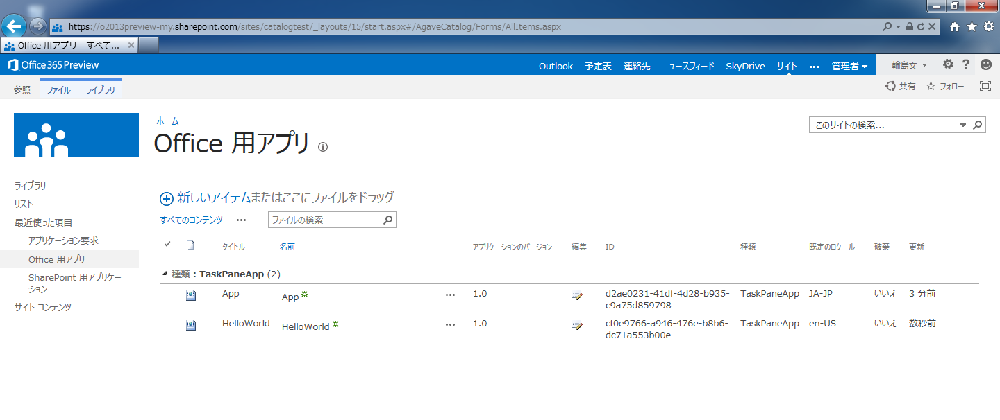 https://o2013preview-my.sharepoint.com/sites/catalogtest/_layouts/15/start.aspx#/AgaveCatalog/Forms/AllItems.aspx
Office 用アプリ - すべて...
Office 365 Preview
Outlook 予定表 連絡先 ニュースフィード SkyDrive サイト ... 管理者 輪島文 ?
参照 ファイル ライブラリ 共有 フォロー
ホーム
Office 用アプリ
このサイトの検索...
ライブラリ
リスト
最近使った項目
アプリケーション要求
Office 用アプリ
SharePoint 用アプリケー
ション
サイト コンテンツ
新しいアイテムまたはここにファイルをドラッグ
すべてのコンテンツ ... ファイルの検索
タイトル 名前 アプリケーションのバージョン 編集 ID 種類 既定のロケール 破棄 更新
種類 : TaskPaneApp (2)
App App ... 1.0 d2ae0231-41df-4d28-b935- TaskPaneApp JA-JP いいえ 3 分前
c9a75d859798
HelloWorld HelloWorld ... 1.0 cf0e9766-a946-476e-b8b6- TaskPaneApp en-US いいえ 数秒前
dc71a553b00e